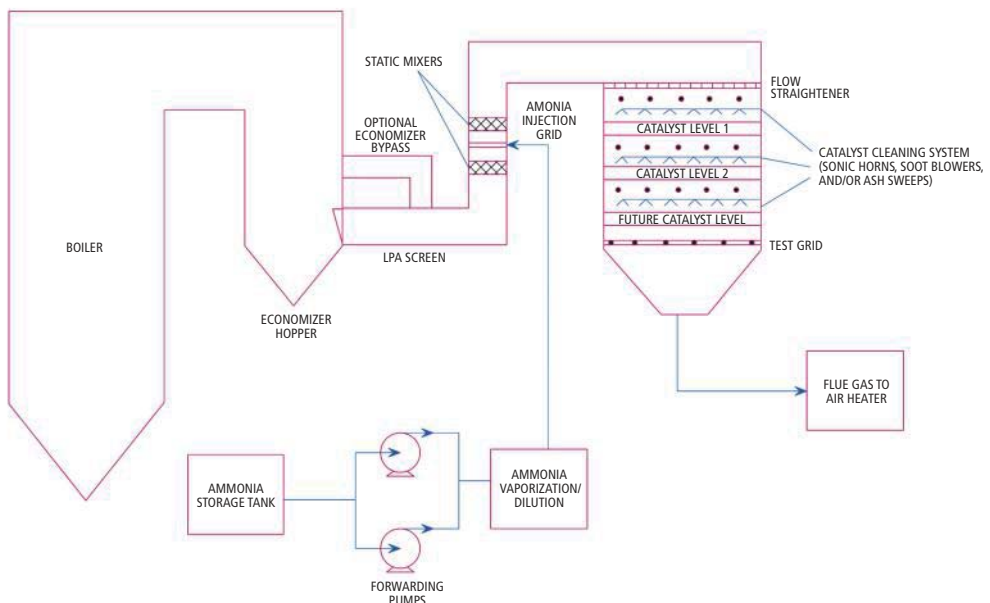 STATIC MIXERS
OPTIONAL
ECONOMIZER
BYPASS
AMONIA
INJECTION
GRID
FLOW
STRAIGHTENER
CATALYST LEVEL 1
CATALYST LEVEL 2
FUTURE CATALYST LEVEL
CATALYST CLEANING SYSTEM
(SONIC HORNS, SOOT BLOWERS,
AND/OR ASH SWEEPS)
TEST GRID
BOILER
LPA SCREEN
ECONOMIZER
HOPPER
FLUE GAS TO
AIR HEATER
AMMONIA
STORAGE TANK
AMMONIA
VAPORIZATION/
DILUTION
FORWARDING
PUMPS